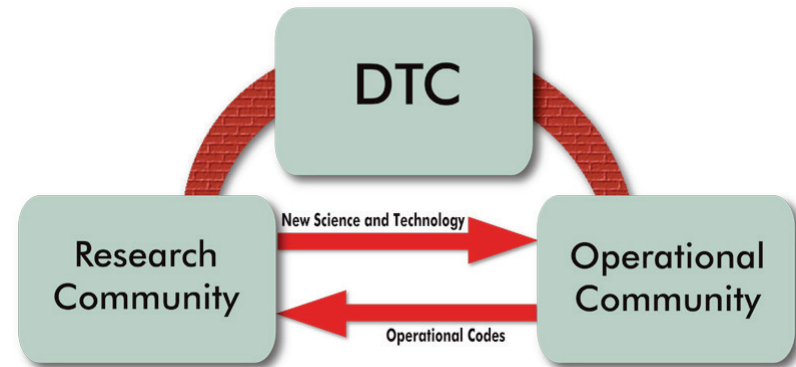 DTC
New Science and Technology
Research
Community
Operational
Community
Operational Codes